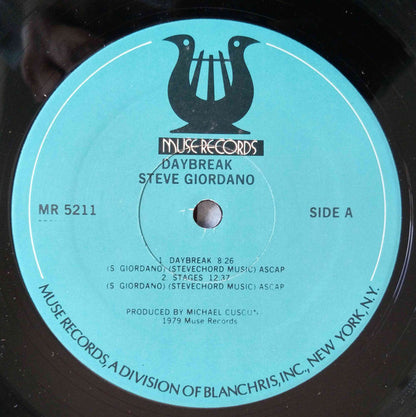 MUSE RECORDS
DAYBREAK
STEVE GIORDANO
MR 5211
SIDE A
1. DAYBREAK 8:26
(S GIORDANO) (STEVECHORD MUSIC) ASCAP
2. STAGES 12:37
(S GIORDANO) (STEVECHORD MUSIC) ASCAP
PRODUCED BY MICHAEL
1979 Muse Records
MUSE RECORDS, A DIVISION OF BLANCHRIS, INC., NEW YORK, N.Y.